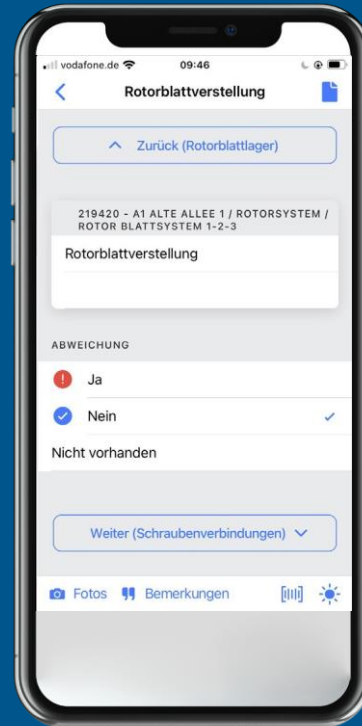 vodafone.de 09:46
Rotorblattverstellung
Zurück (Rotorblattlager)
219420 - A1 ALTE ALLEE 1 / ROTORSYSTEM /
ROTOR BLATTSYSTEM 1-2-3
Rotorblattverstellung
ABWEICHUNG
Ja
Nein
Nicht vorhanden
Weiter (Schraubenverbindungen)
Fotos Bemerkungen